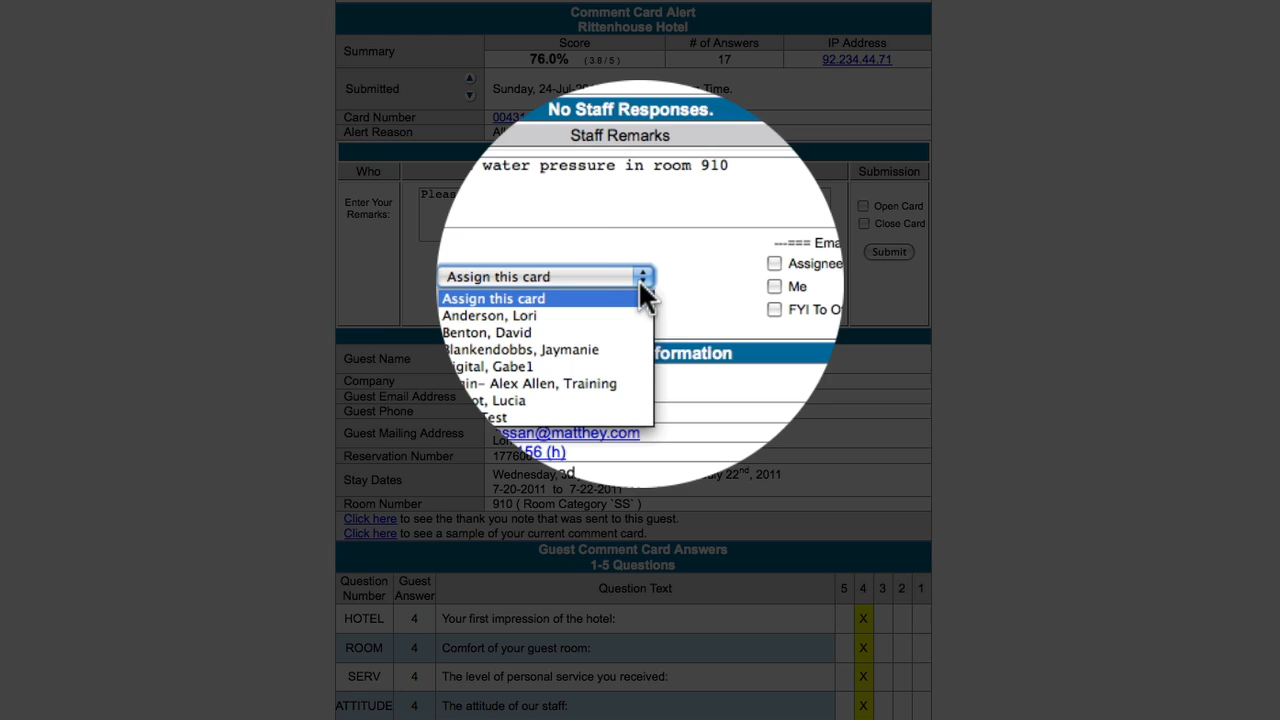 Comment Card Alert
Rittenhouse Hotel
Summary
Score
# of Answers
IP Address
76.0% ( 3.8 / 5 )
17
92.234.44.71
Submitted
Sunday, 24-Jul-
Time.
Card Number
Alert Reason
No Staff Responses.
Staff Remarks
Who
Submission
water pressure in room 910
Enter Your
Remarks:
Open Card
Close Card
Submit
---===
Assign this card
Assignee
Me
FYI To
Assign this card
Anderson, Lori
Benton, David
Blankendobbs, Jaymanie
Gabe1
Alex Allen, Training
Lucia
Test
Guest Name
Company
Guest Email Address
Guest Phone
Guest Mailing Address
ssan@matthey.com
Reservation Number
156 (h)
Stay Dates
Wednesday,
22nd, 2011
7-20-2011 to 7-22-2011
Room Number
910 ( Room Category `SS` )
Click here to see the thank you note that was sent to this guest.
Click here to see a sample of your current comment card.
Guest Comment Card Answers
1-5 Questions
Question
Number
Guest
Answer
Question Text
5 4 3 2 1
HOTEL 4 Your first impression of the hotel: X
ROOM 4 Comfort of your guest room: X
SERV 4 The level of personal service you received: X
ATTITUDE 4 The attitude of our staff: X